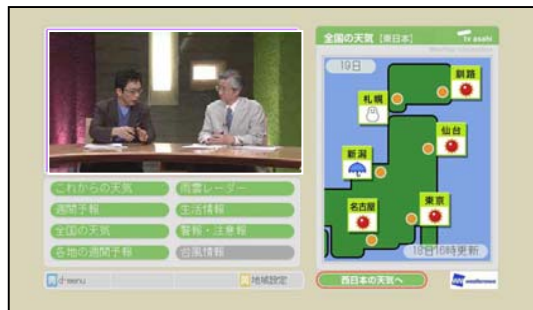 全国の天気【東日本】
tv asahi
19日
釧路
札幌
仙台
新潟
名古屋
東京
18日16時更新
これからの天気
雨雲レーダー
週間予報
生活情報
全国の天気
警報・注意報
各地の週間予報
台風情報
d-menu
地域設定
西日本の天気へ
weathernews